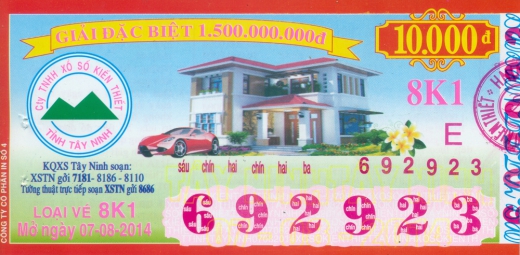 GIẢI ĐẶC BIỆT 1.500.000.000đ
10.000đ
Cty TNHH XỔ SỐ KIẾN THIẾT
TỈNH TÂY NINH
8K1
E
KQXS Tây Ninh soạn:
XSTN gởi 7181 - 8186 - 8110
Tường thuật trực tiếp soạn XSTN gửi 8686
sáu chín hai chín hai ba
692923
692923
LOẠI VÉ 8K1
Mở ngày 07-08-2014
CÔNG TY CỔ PHẦN IN SỐ 4